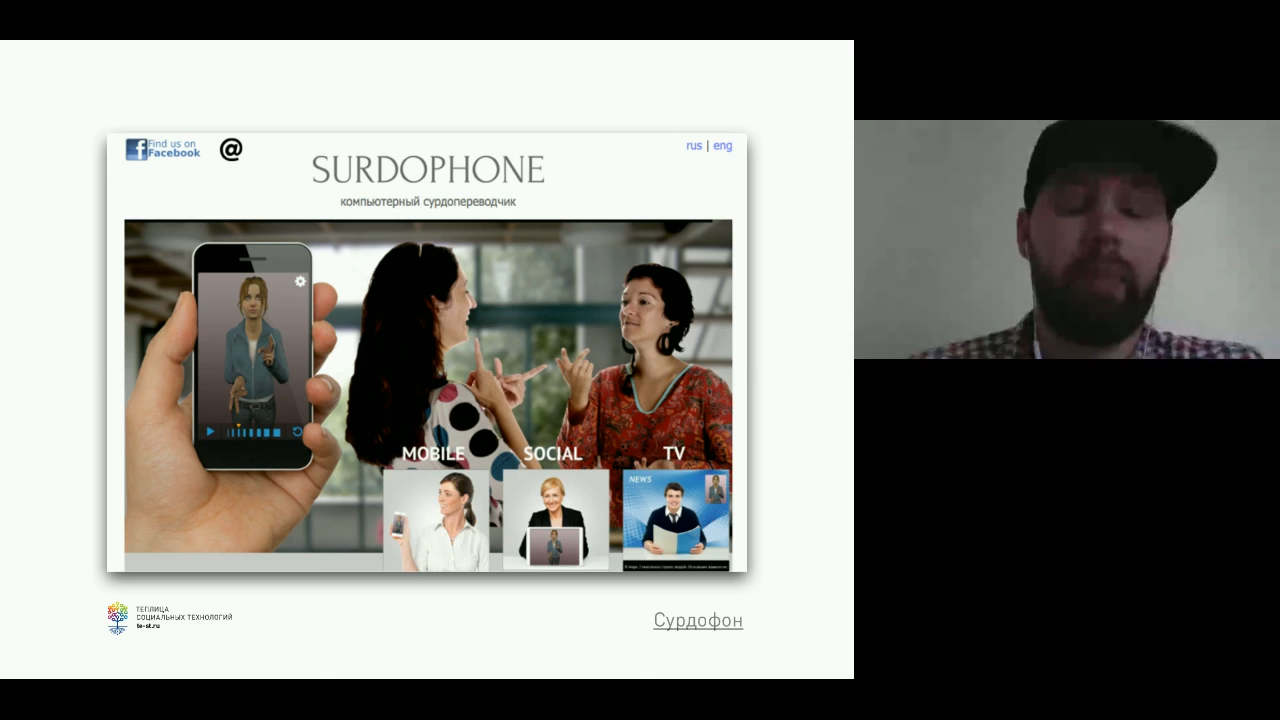 Find us on
Facebook
@
rus | eng
SURDOPHONE
компьютерный сурдопереводчик
MOBILE
SOCIAL
TV
NEWS
ТЕПЛИЦА
СОЦИАЛЬНЫХ ТЕХНОЛОГИЙ
te-st.ru
Сурдофон